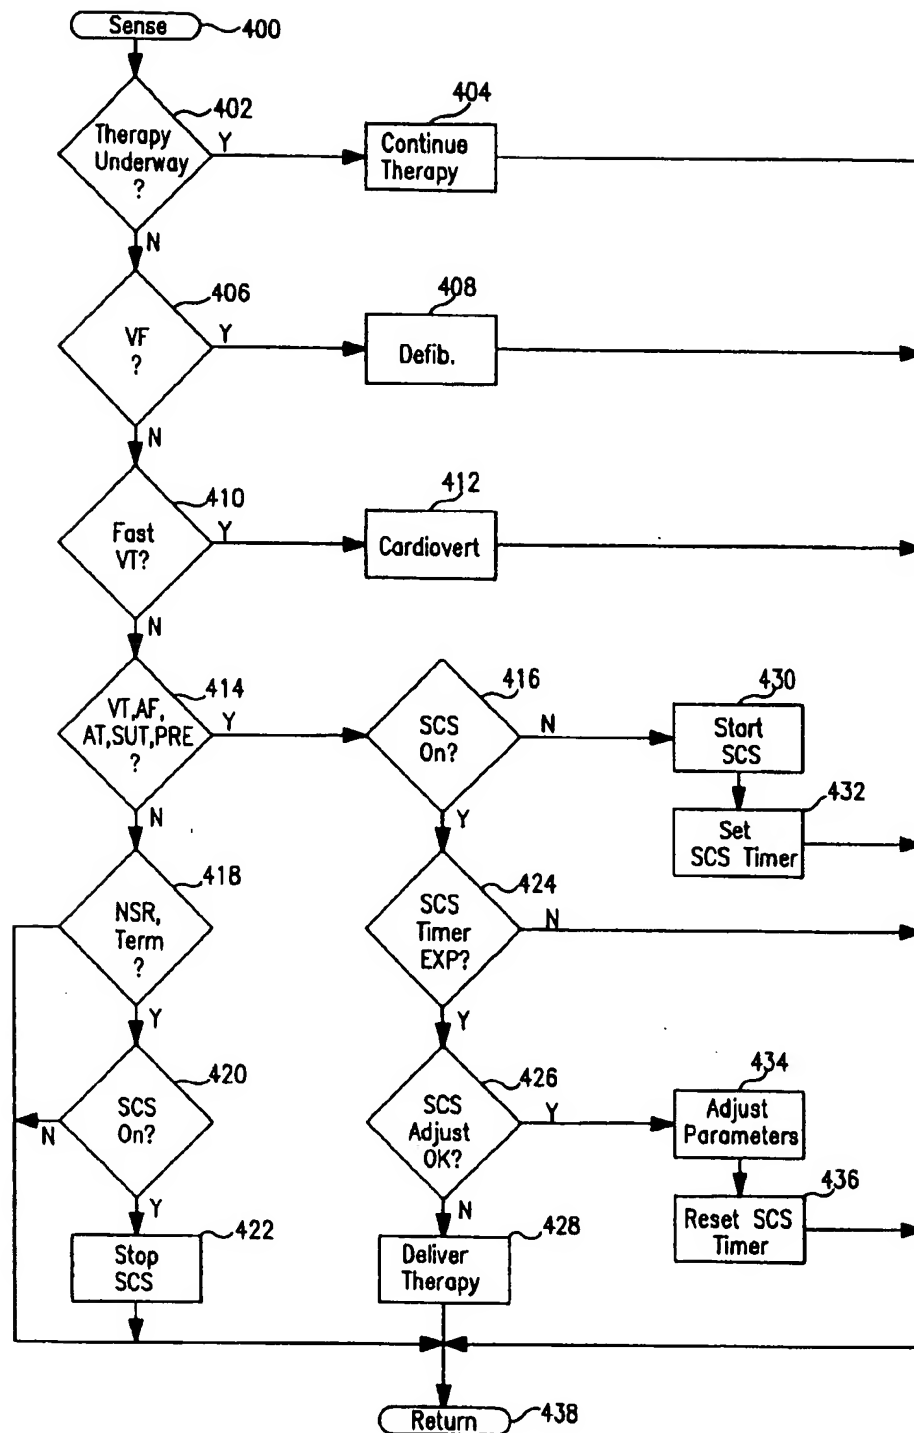 Sense
400
402
Therapy
Underway
?
Y
404
Continue
Therapy
N
406
VF
?
Y
408
Defib.
N
410
Fast
VT?
Y
412
Cardiovert
N
414
VT,AF,
AT,SUT,PRE
?
Y
416
SCS
On?
N
430
Start
SCS
432
Set
SCS Timer
N
Y
418
NSR,
Term
?
424
SCS
Timer
EXP?
N
Y
Y
420
SCS
On?
N
426
SCS
Adjust
OK?
Y
434
Adjust
Parameters
436
Reset SCS
Timer
Y
N
422
Stop
SCS
428
Deliver
Therapy
Return
438